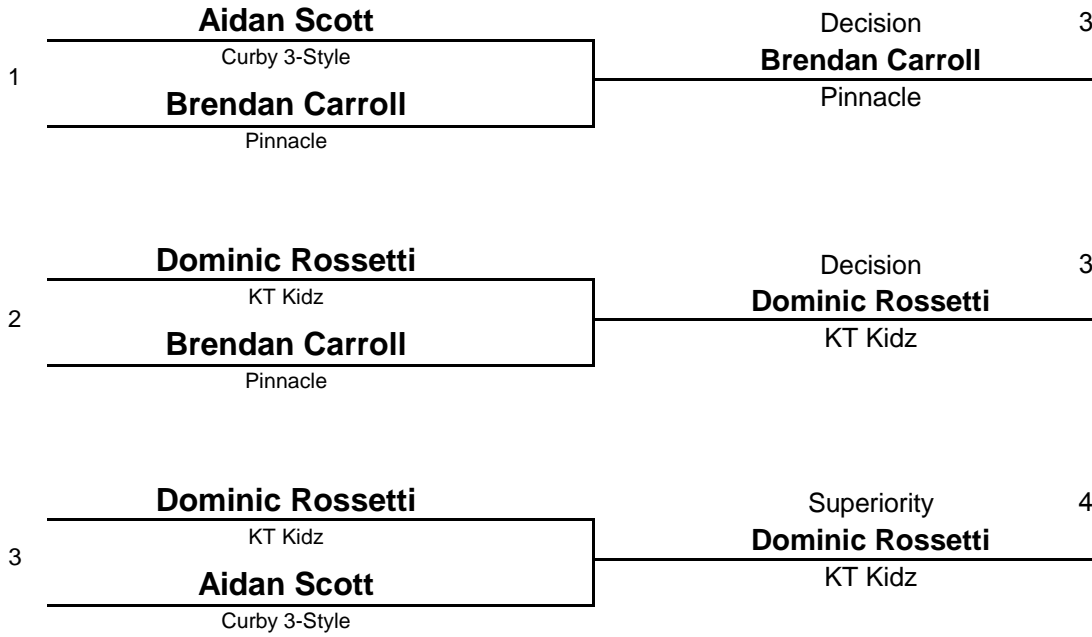 Aidan Scott
Curby 3-Style
1
Brendan Carroll
Pinnacle
Decision 3
Brendan Carroll
Pinnacle
Dominic Rossetti
KT Kidz
2
Brendan Carroll
Pinnacle
Decision 3
Dominic Rossetti
KT Kidz
Dominic Rossetti
KT Kidz
3
Aidan Scott
Curby 3-Style
Superiority 4
Dominic Rossetti
KT Kidz